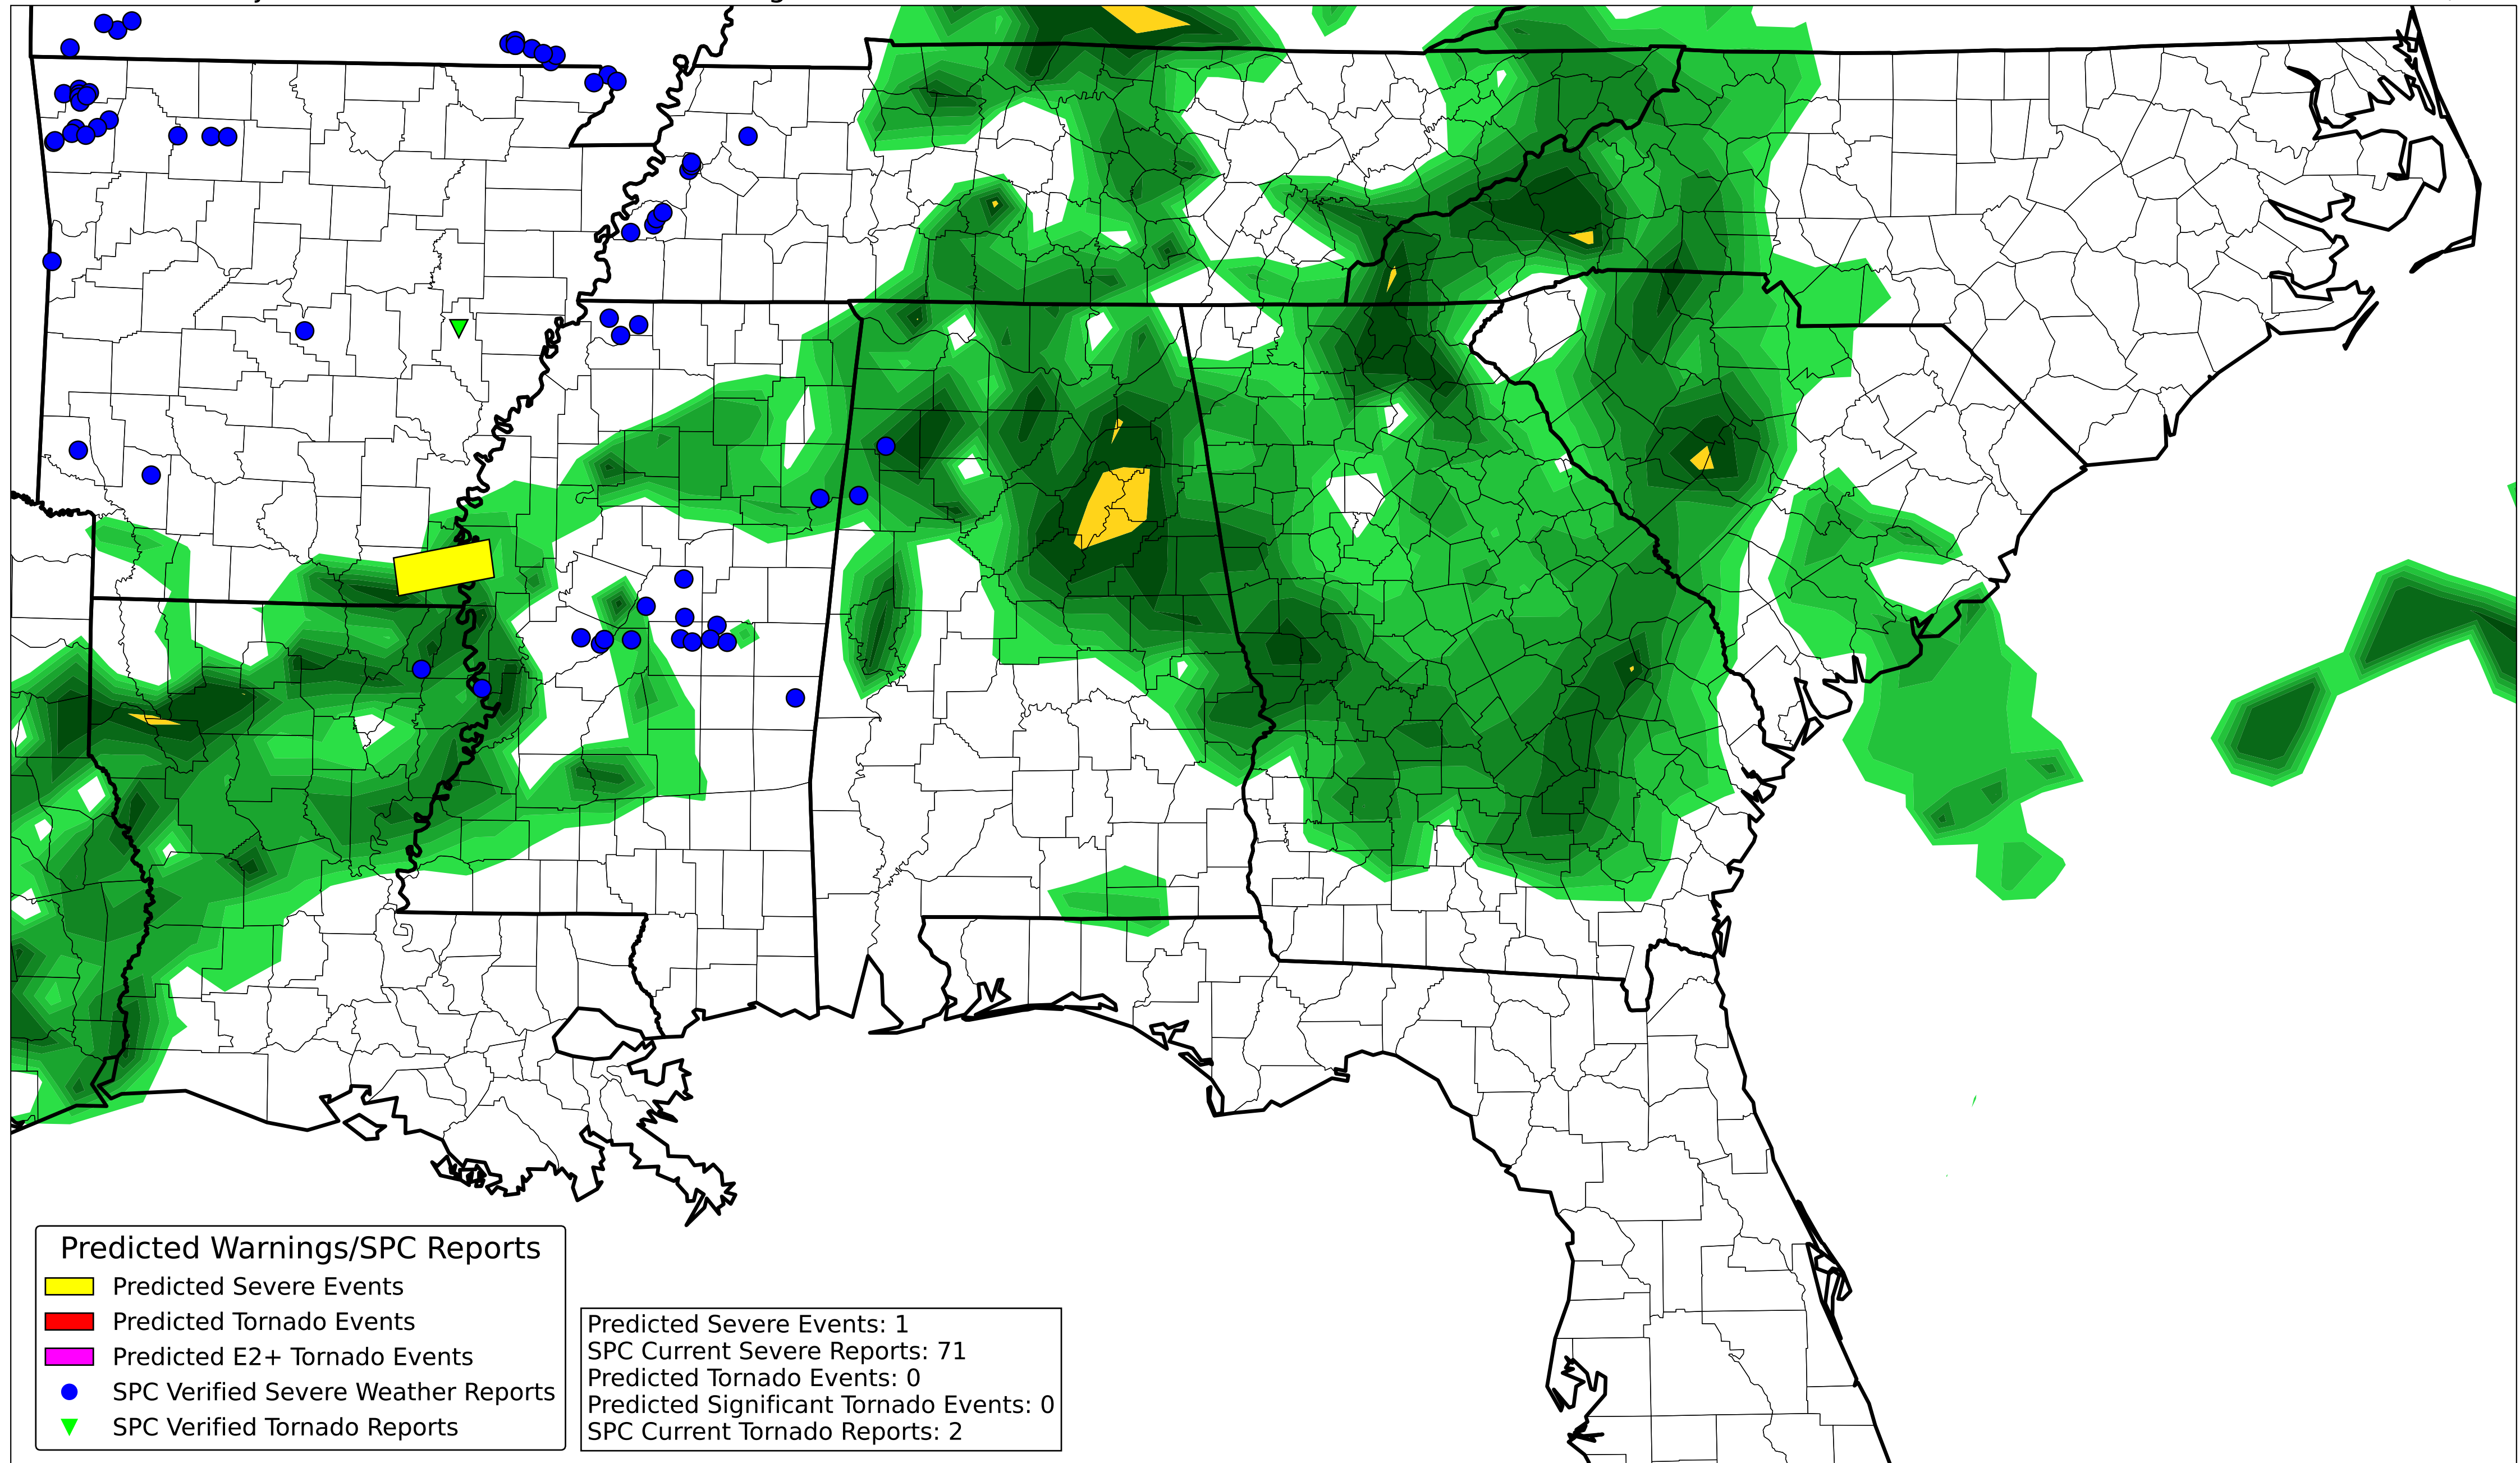 Predicted Warnings/SPC Reports
Predicted Severe Events
Predicted Tornado Events
Predicted E2+ Tornado Events
SPC Verified Severe Weather Reports
SPC Verified Tornado Reports
Predicted Severe Events: 1
SPC Current Severe Reports: 71
Predicted Tornado Events: 0
Predicted Significant Tornado Events: 0
SPC Current Tornado Reports: 2